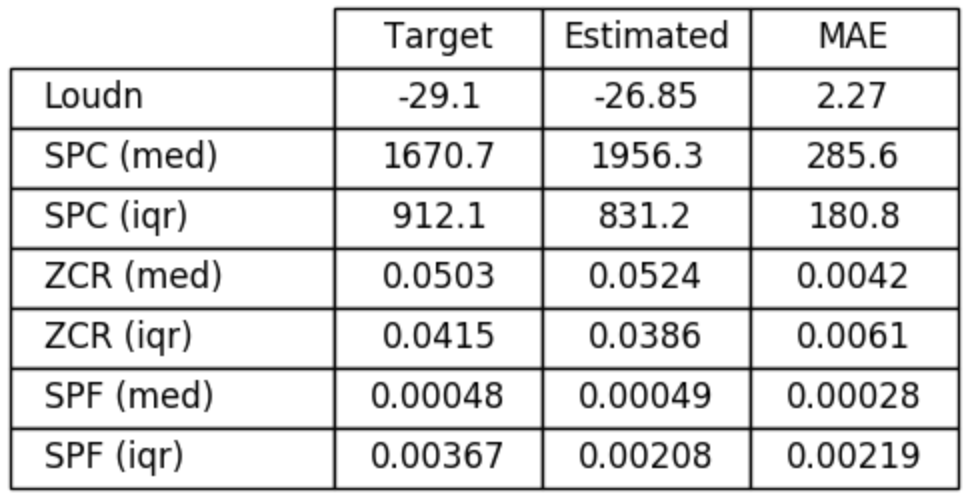 Target Estimated MAE
Loudn -29.1 -26.85 2.27
SPC (med) 1670.7 1956.3 285.6
SPC (iqr) 912.1 831.2 180.8
ZCR (med) 0.0503 0.0524 0.0042
ZCR (iqr) 0.0415 0.0386 0.0061
SPF (med) 0.00048 0.00049 0.00028
SPF (iqr) 0.00367 0.00208 0.00219